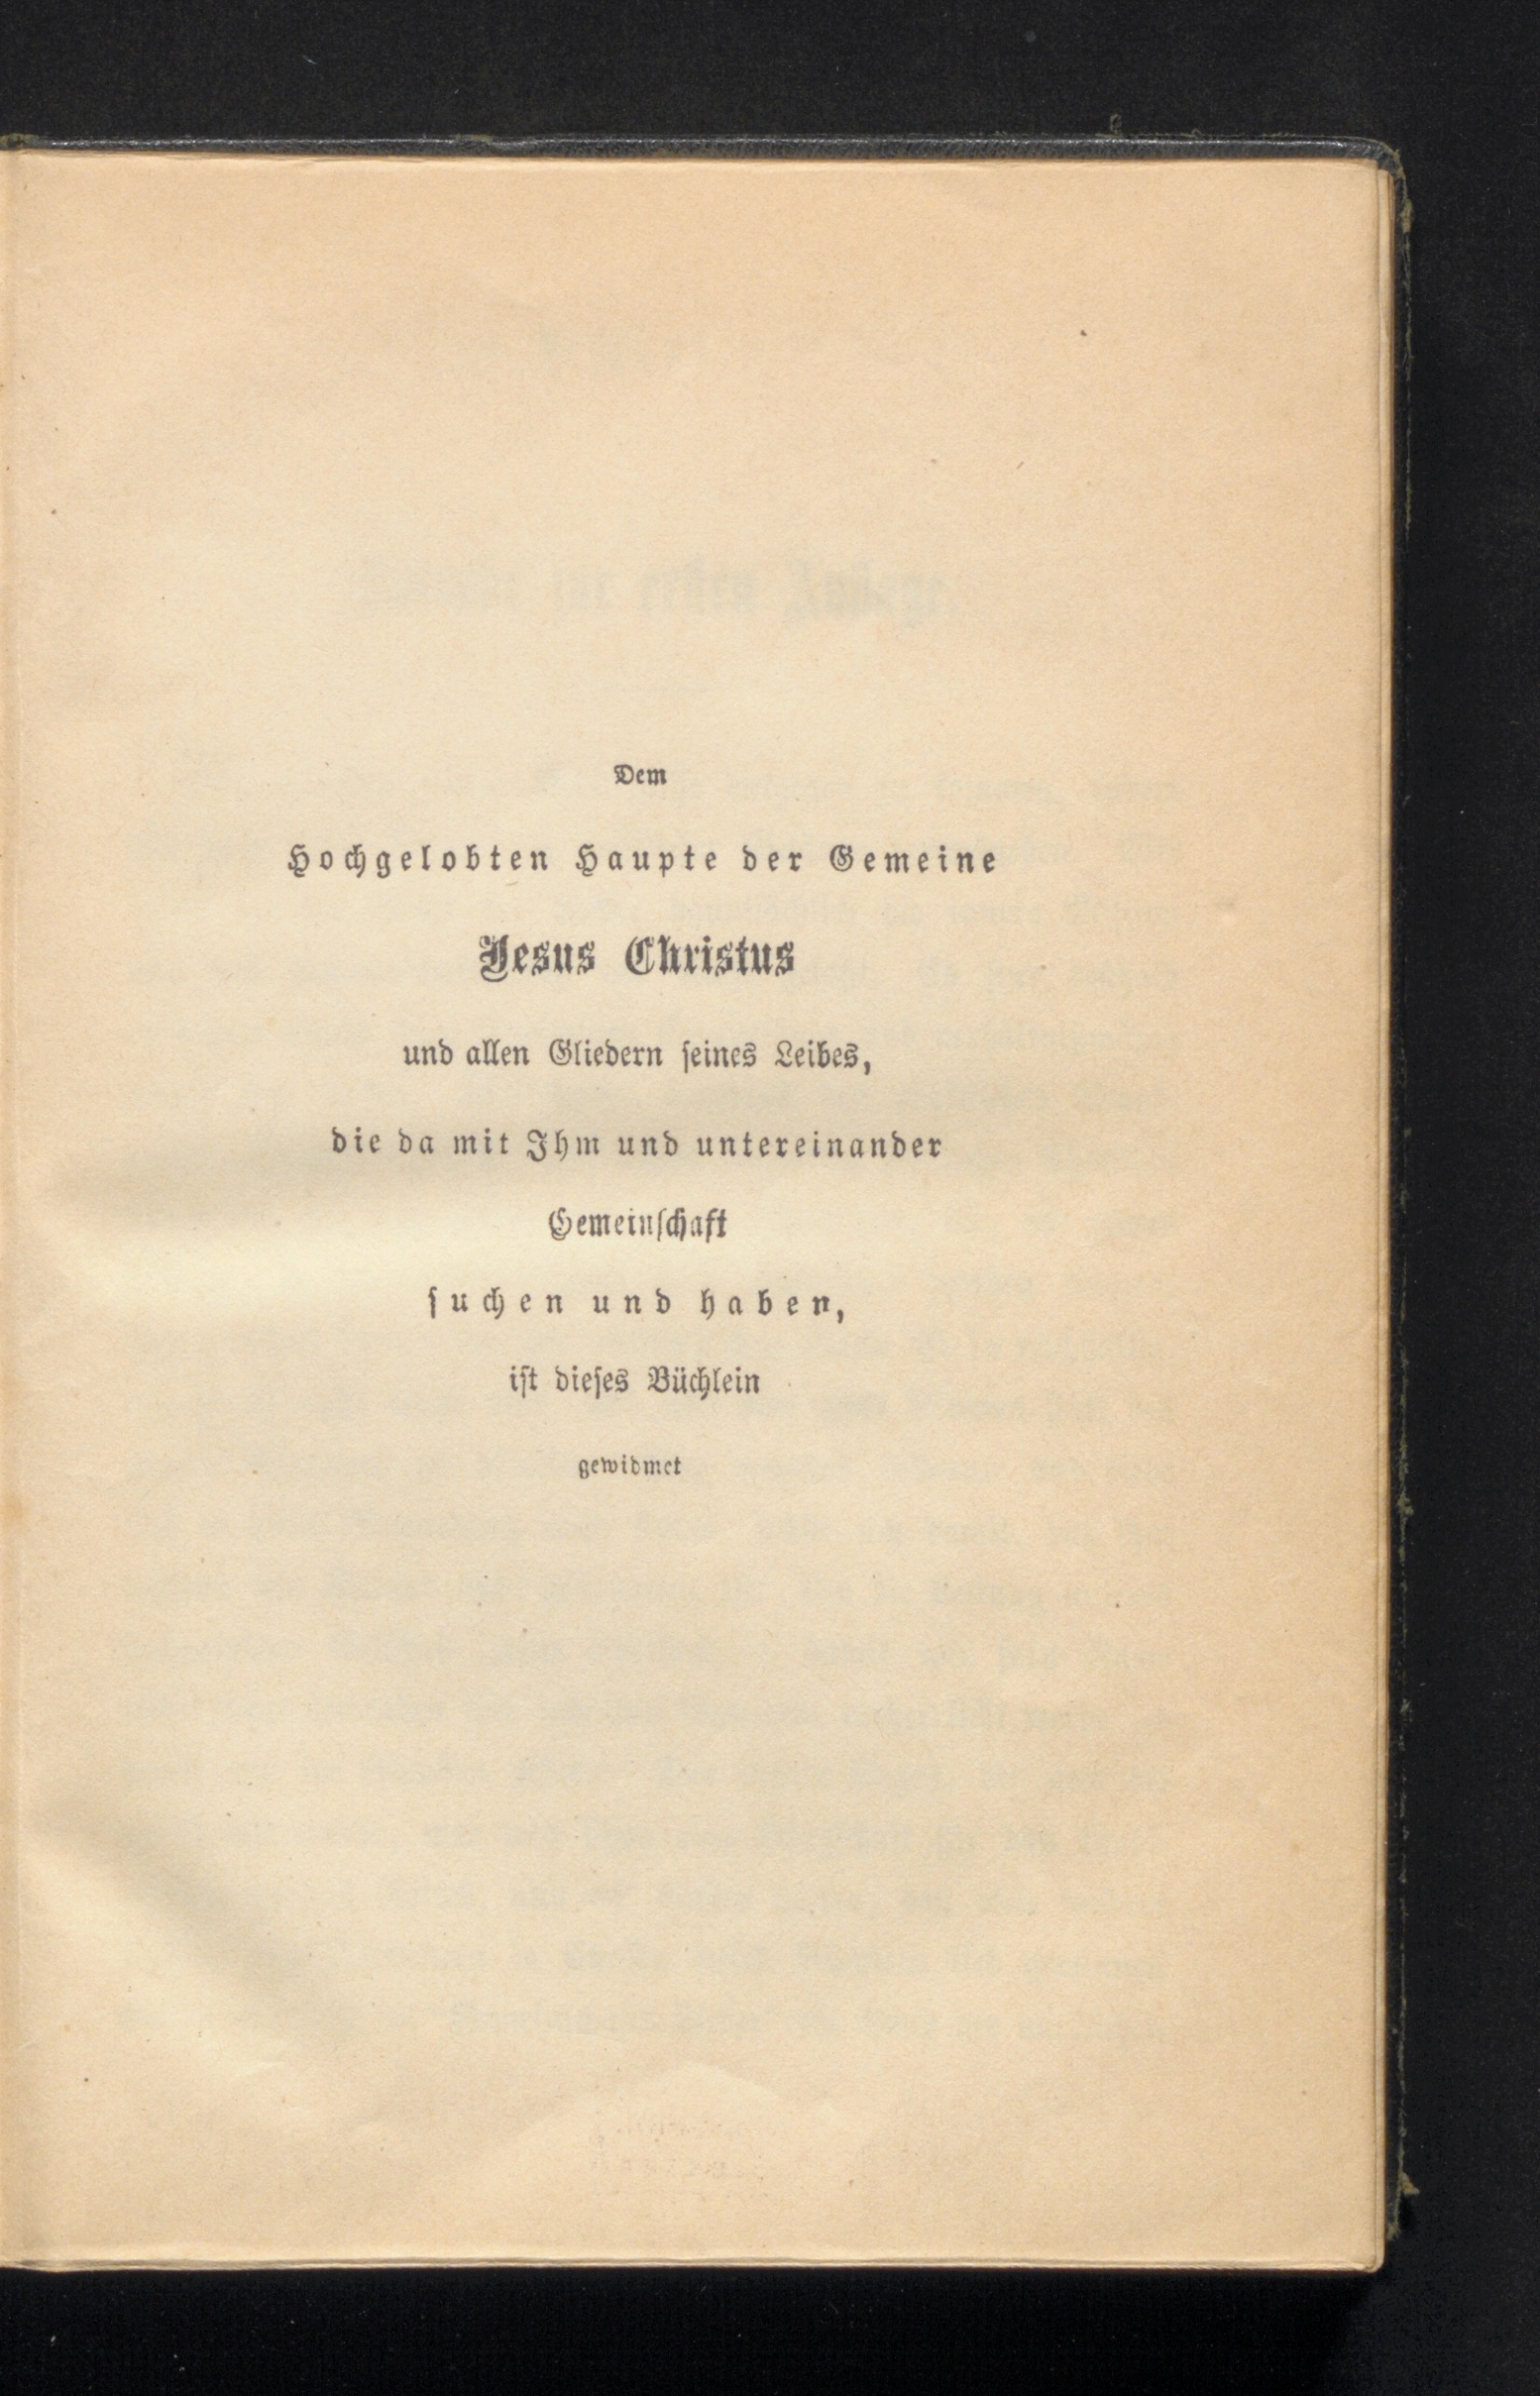 Dem
Hochgelobten Haupte der Gemeine
Jesus Christus
und allen Gliedern ſeines Leibes,
die da mit Ihm und untereinander
Gemeinſchaft
ſuchen und haben,
iſt dieſes Büchlein
gewidmet